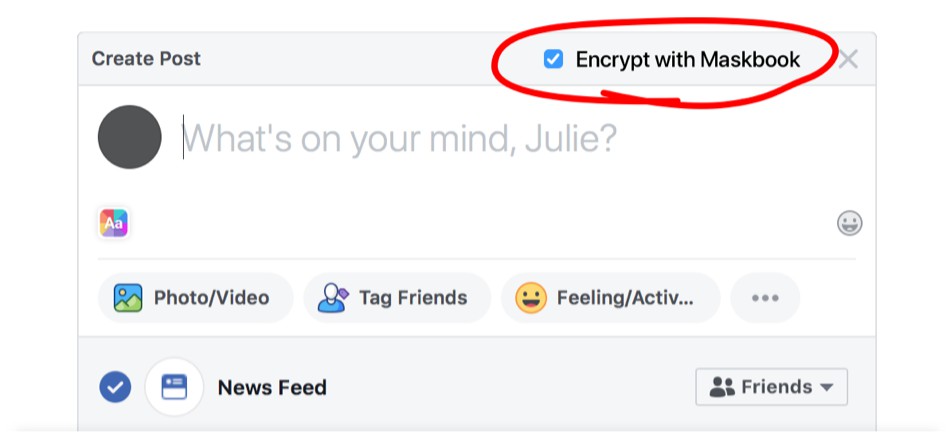 Create Post
Encrypt with Maskbook
What's on your mind, Julie?
Aa
Photo/Video
Tag Friends
Feeling/Activ...
News Feed
Friends